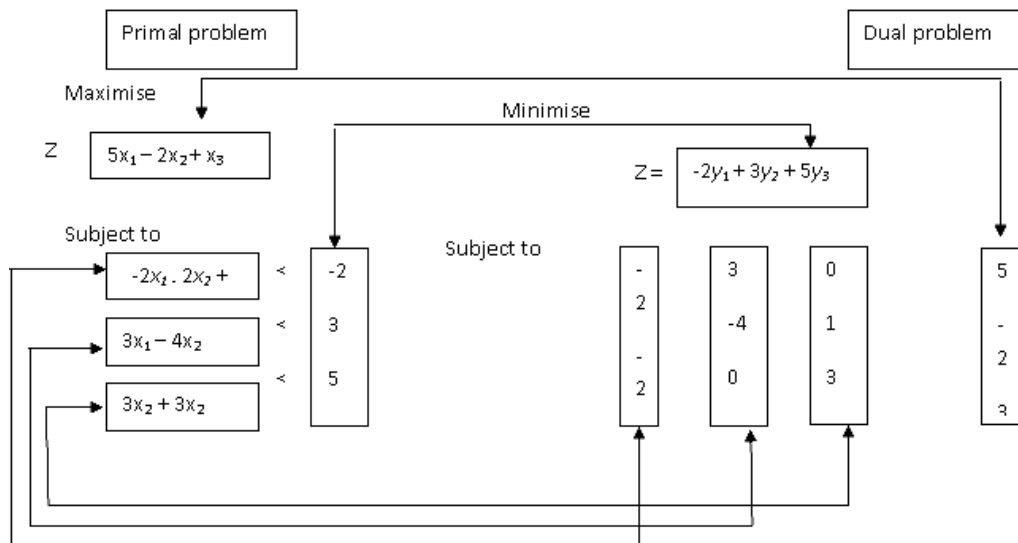 Primal problem
Dual problem
Maximise
Minimise
Z
5x₁ – 2x₂ + x₃
Z =
-2y₁ + 3y₂ + 5y₃
Subject to
Subject to
-2x₁ . 2x₂ + < -2
3x₁ – 4x₂ < 3
3x₂ + 3x₂ < 5
-
2
-
2
3
-4
0
0
1
3
5
-
2
3